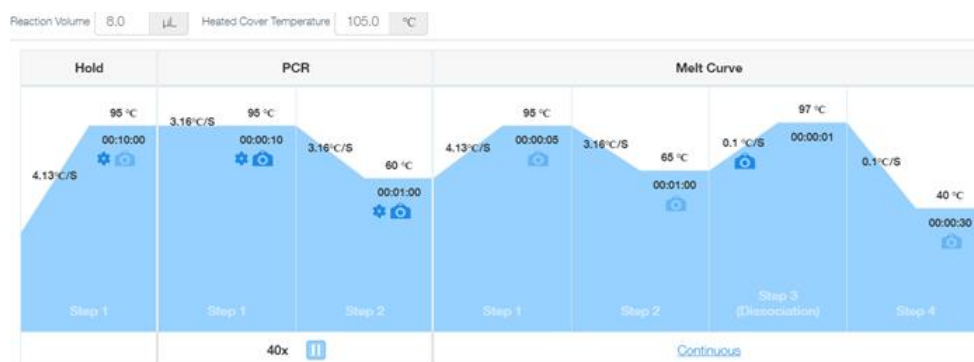 Reaction Volume 8.0 µL Heated Cover Temperature 105.0 °C
Hold PCR Melt Curve
95 °C
00:10:00
4.13°C/S
Step 1
3.16°C/S
95 °C
00:00:10
Step 1
3.16°C/S
60 °C
00:01:00
Step 2
4.13°C/S
95 °C
00:00:05
Step 1
3.16°C/S
65 °C
00:01:00
Step 2
0.1 °C/S
97 °C
00:00:01
Step 3
(Dissociation)
0.1°C/S
40 °C
00:00:30
Step 4
40x
Continuous